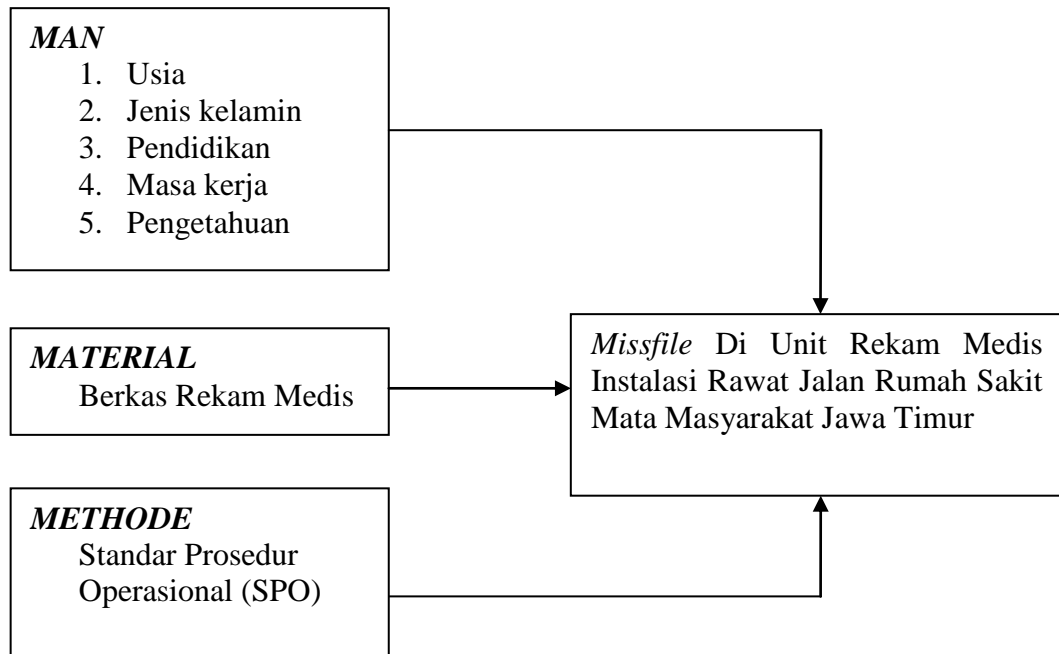 MAN
1. Usia
2. Jenis kelamin
3. Pendidikan
4. Masa kerja
5. Pengetahuan
MATERIAL
Berkas Rekam Medis
Missfile Di Unit Rekam Medis
Instalasi Rawat Jalan Rumah Sakit
Mata Masyarakat Jawa Timur
METHODE
Standar Prosedur
Operasional (SPO)